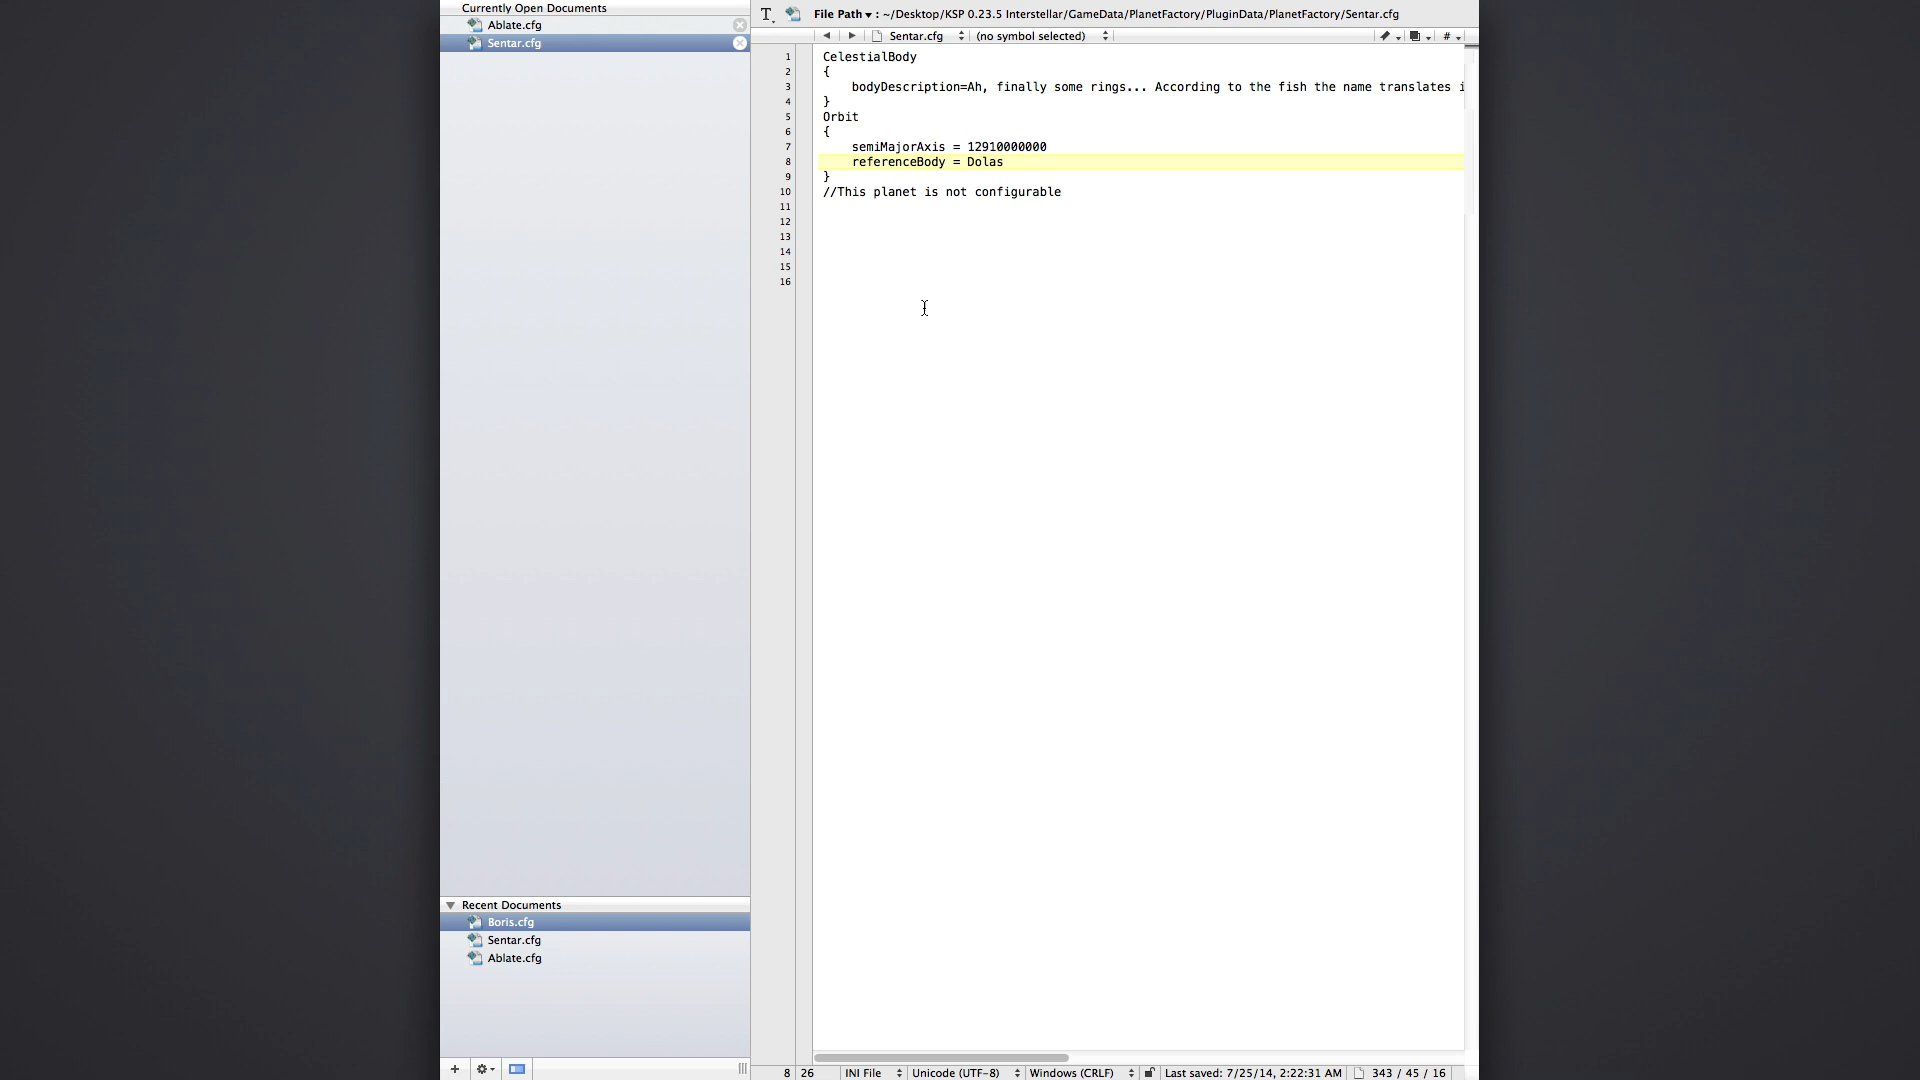 Currently Open Documents
Ablate.cfg
Sentar.cfg
File Path ▾ : ~/Desktop/KSP 0.23.5 Interstellar/GameData/PlanetFactory/PluginData/PlanetFactory/Sentar.cfg
Sentar.cfg (no symbol selected) #
1 CelestialBody
2 {
3 bodyDescription=Ah, finally some rings... According to the fish the name translates i
4 }
5 Orbit
6 {
7 semiMajorAxis = 12910000000
8 referenceBody = Dolas
9 }
10 //This planet is not configurable
11
12
13
14
15
16
Recent Documents
Boris.cfg
Sentar.cfg
Ablate.cfg
8 26 INI File Unicode (UTF-8) Windows (CRLF) Last saved: 7/25/14, 2:22:31 AM 343 / 45 / 16